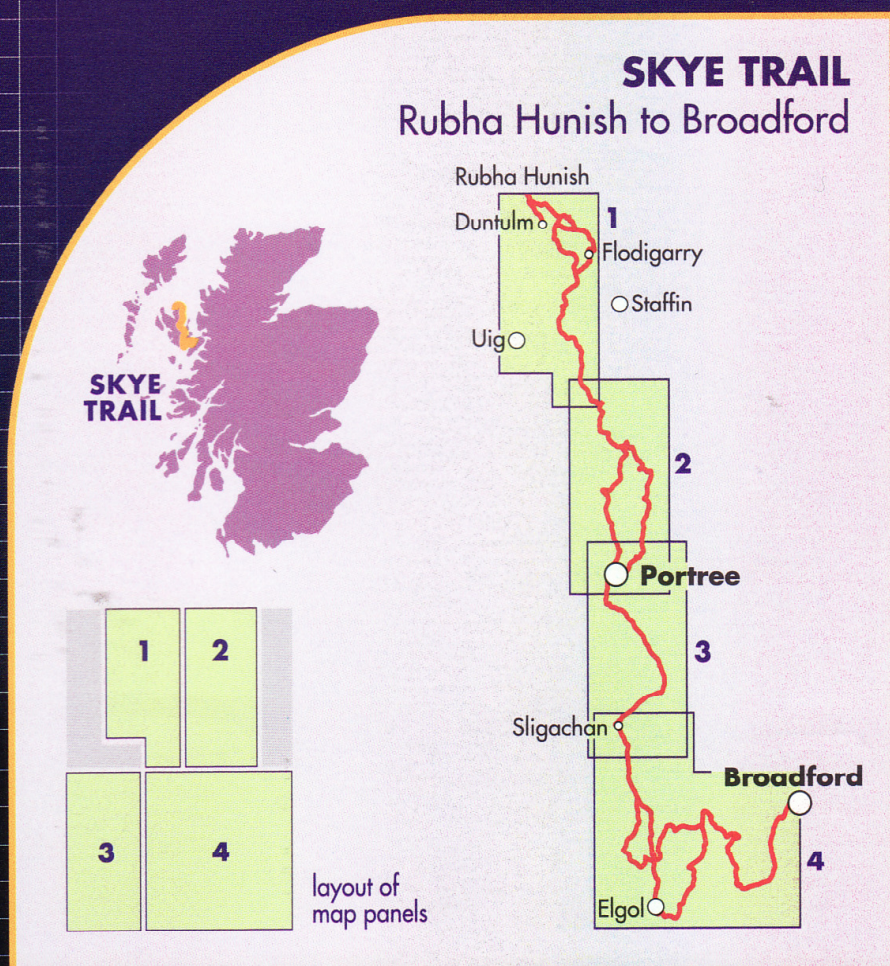 SKYE TRAIL
Rubha Hunish to Broadford
Rubha Hunish
1
Duntulm
Flodigarry
Staffin
Uig
SKYE
TRAIL
2
Portree
1
2
3
Sligachan
Broadford
3
4
4
layout of
map panels
Elgol